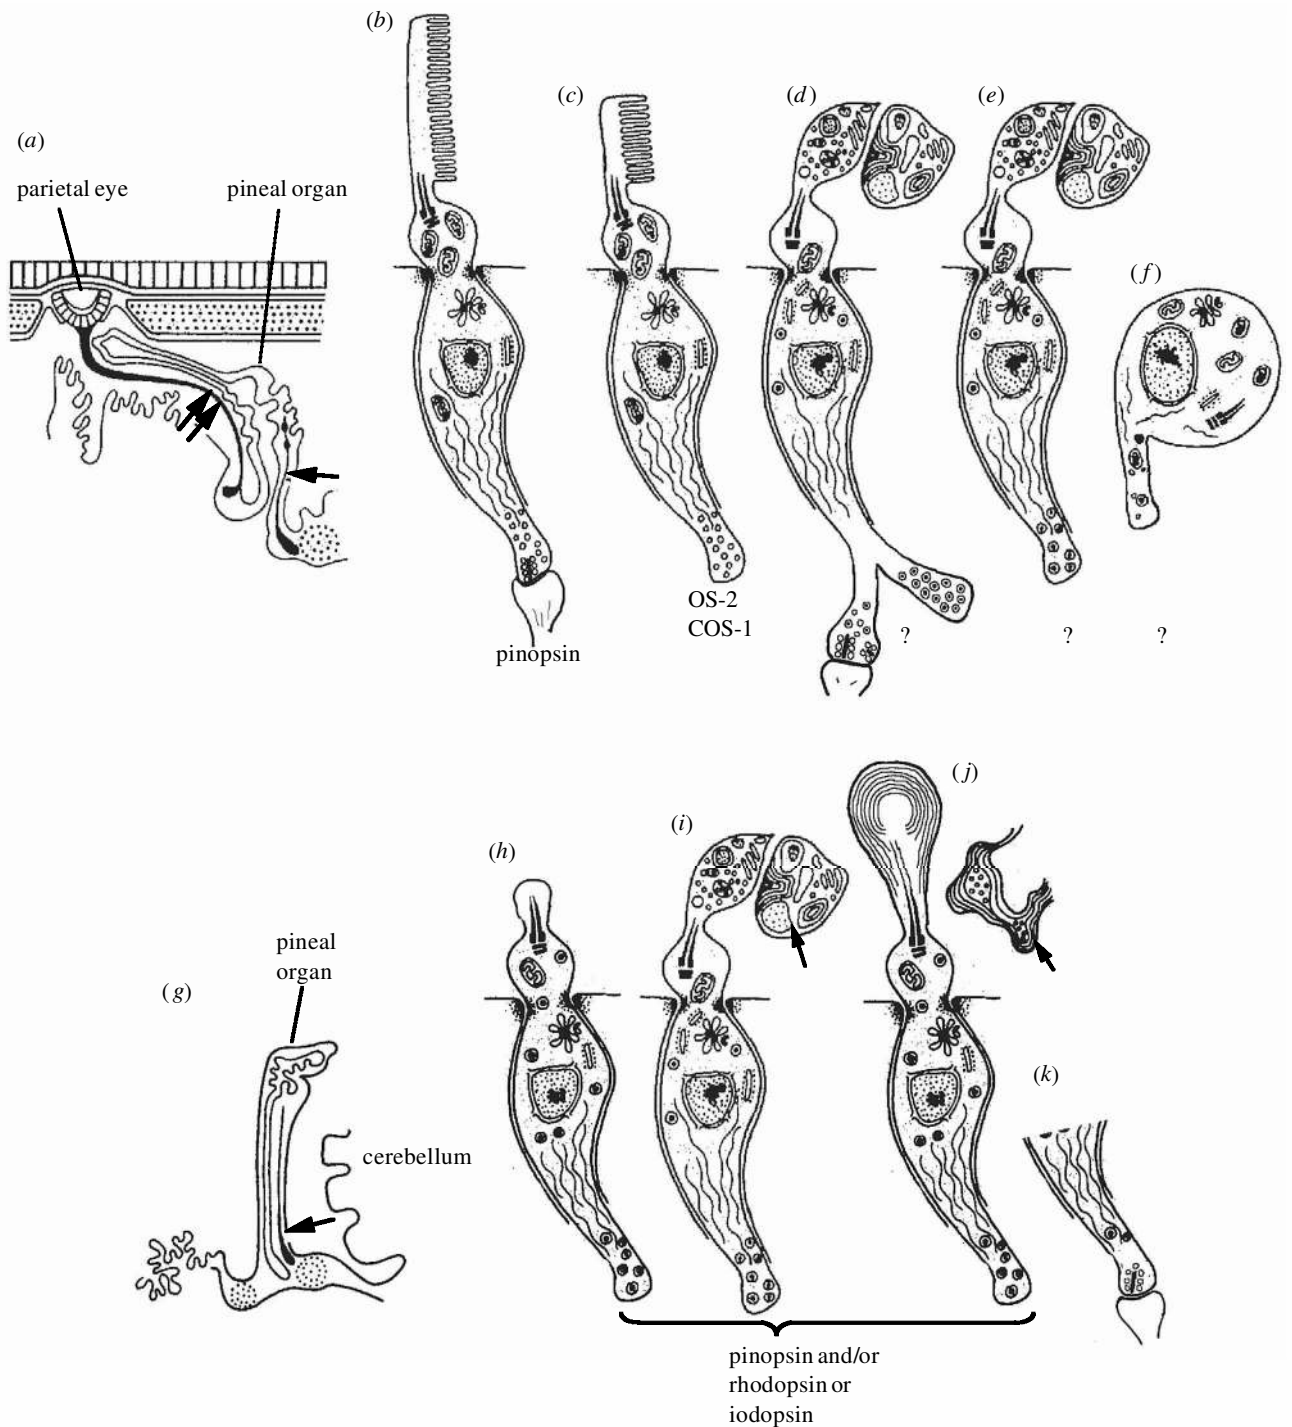 (b)
(c)
(d)
(e)
(a)
parietal eye
pineal organ
(f)
OS-2
COS-1
?
?
?
pinopsin
(j)
(i)
(h)
pineal
organ
(g)
(k)
cerebellum
pinopsin and/or
rhodopsin or
iodopsin